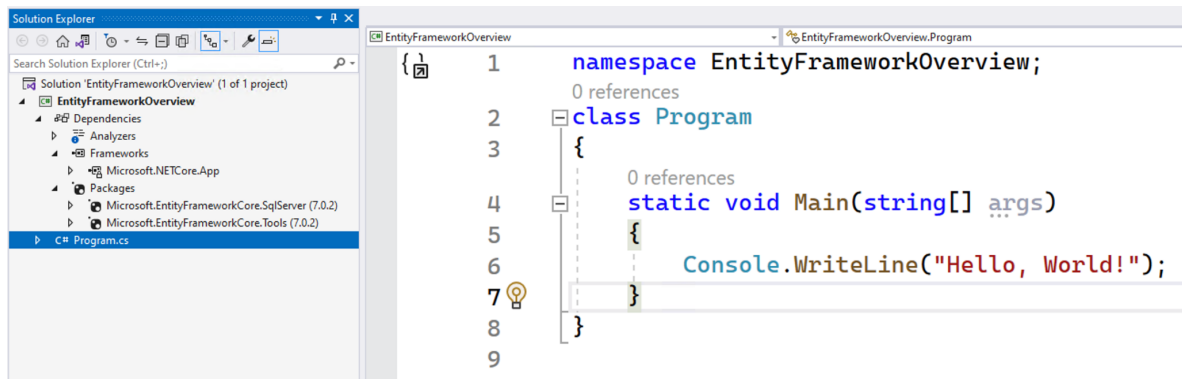 Solution Explorer
Search Solution Explorer (Ctrl+;)
Solution 'EntityFrameworkOverview' (1 of 1 project)
C# EntityFrameworkOverview
Dependencies
Analyzers
Frameworks
Microsoft.NETCore.App
Packages
Microsoft.EntityFrameworkCore.SqlServer (7.0.2)
Microsoft.EntityFrameworkCore.Tools (7.0.2)
C# Program.cs
C# EntityFrameworkOverview
EntityFrameworkOverview.Program
1 namespace EntityFrameworkOverview;
0 references
2 class Program
3 {
0 references
4 static void Main(string[] args)
5 {
6 Console.WriteLine("Hello, World!");
7 }
8 }
9